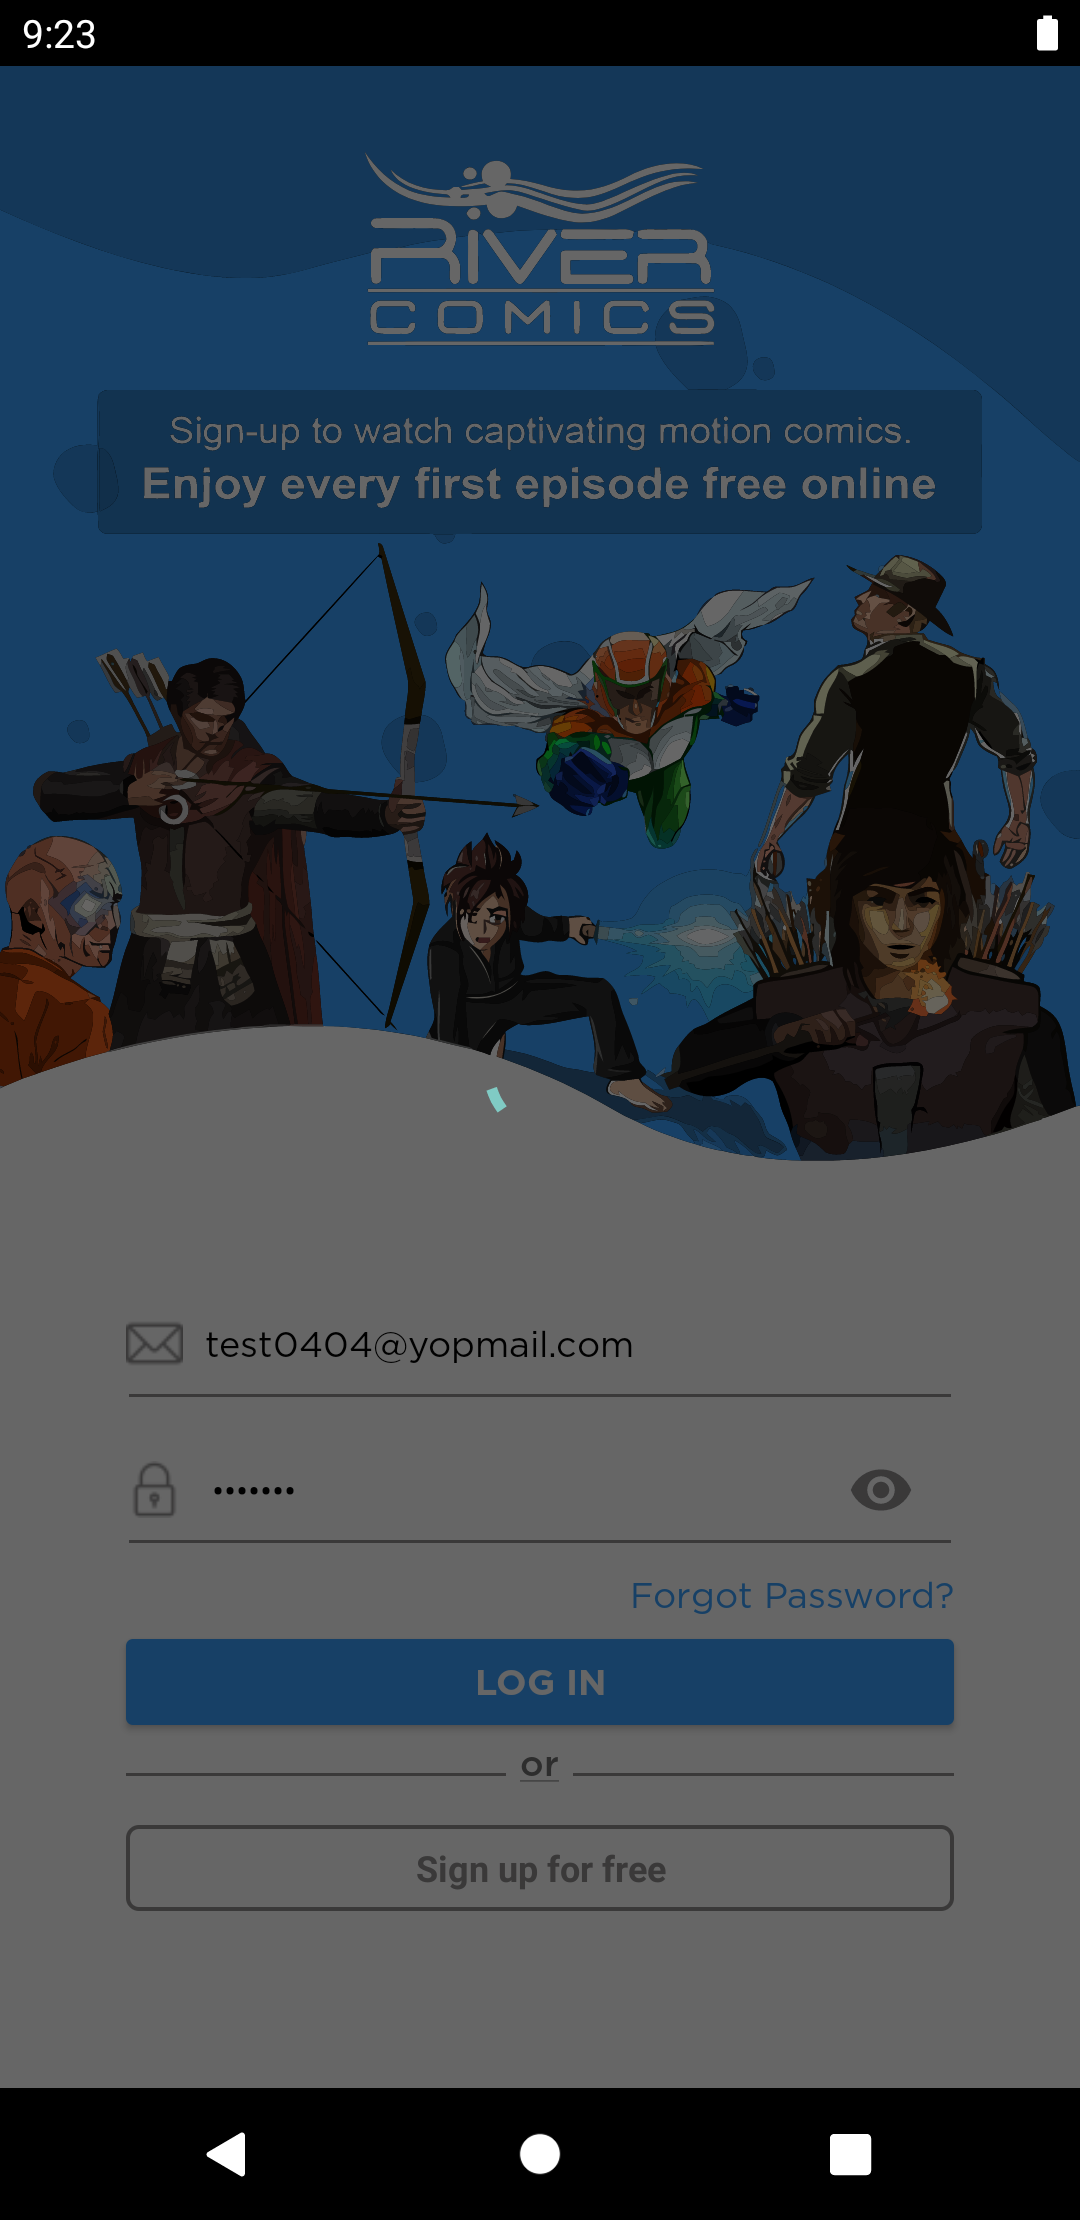 9:23
RIVER
COMICS
Sign-up to watch captivating motion comics.
Enjoy every first episode free online
test0404@yopmail.com
•••••••
Forgot Password?
LOG IN
or
Sign up for free